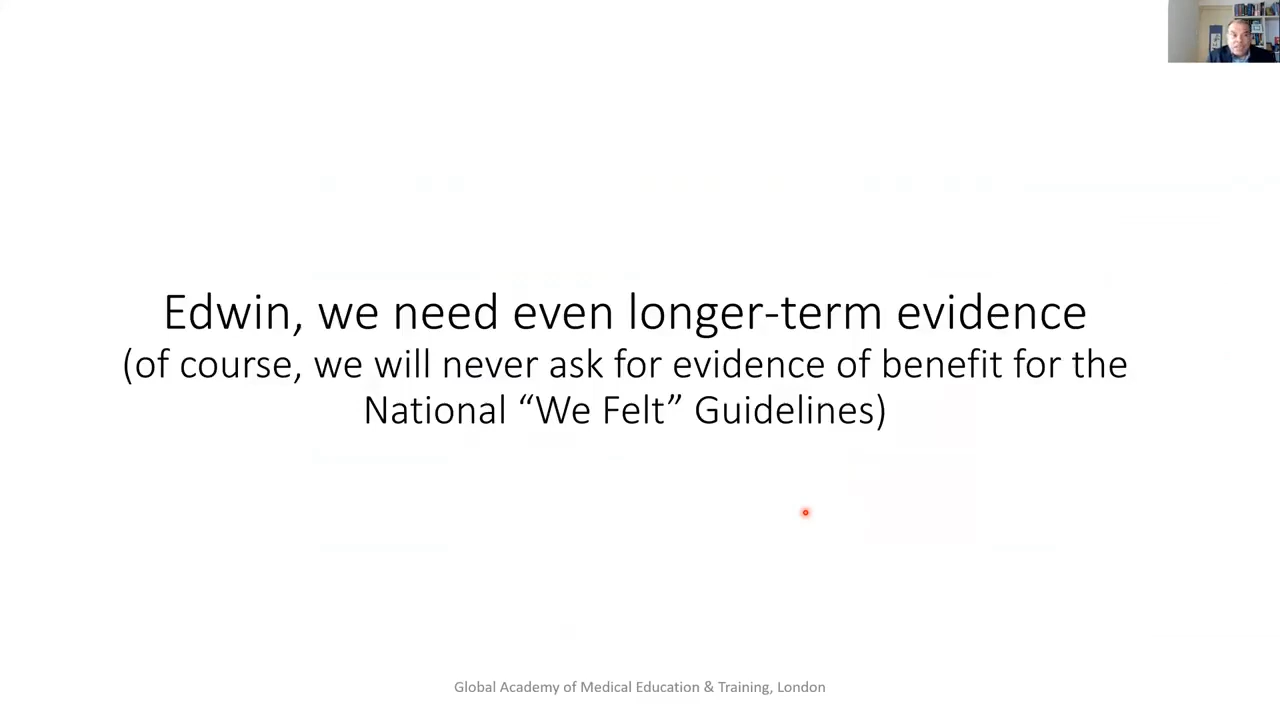 Edwin, we need even longer-term evidence
(of course, we will never ask for evidence of benefit for the
National “We Felt” Guidelines)
Global Academy of Medical Education & Training, London